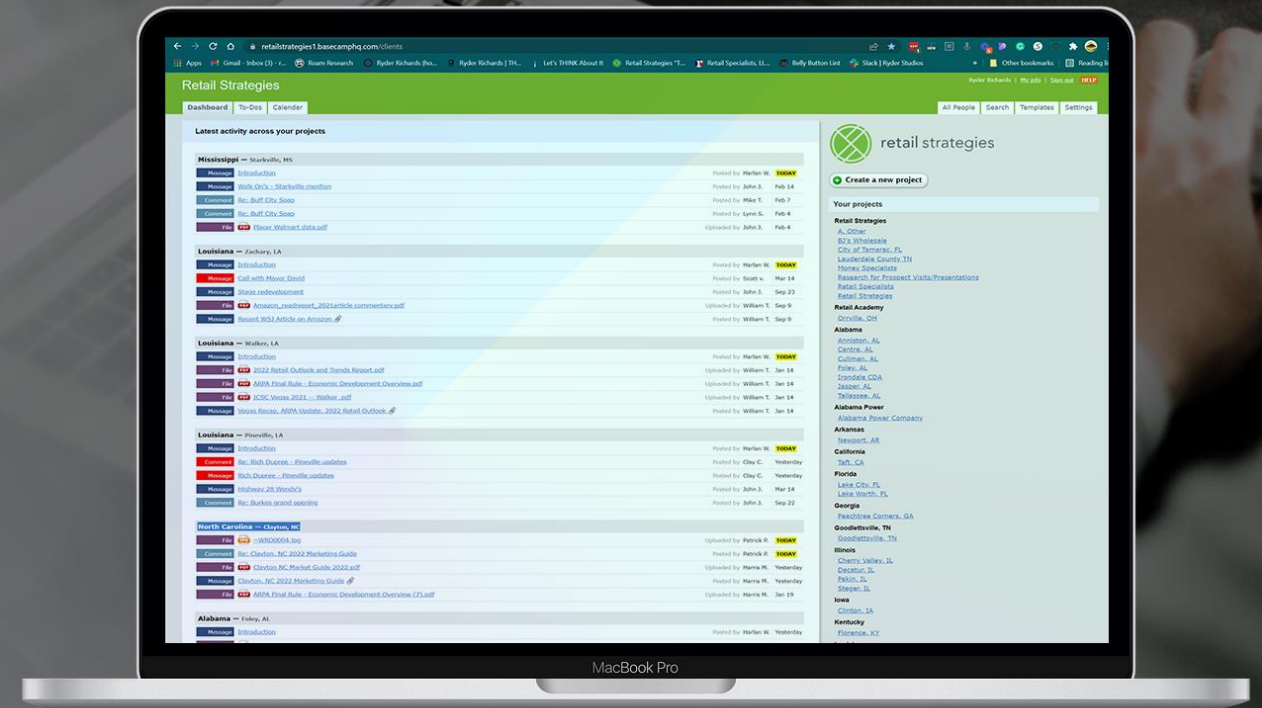 retailstrategies1.basecamphq.com/clients
Apps Gmail - Inbox (3) - r... Roam Research Ryder Richards (ho... Ryder Richards | TH... Let's THINK About It Retail Strategies "T... Retail Specialists, LL... Belly Button Lint Slack | Ryder Studios » Other bookmarks Reading
Retail Strategies
Ryder Richards | My info | Sign out HELP
Dashboard To-Dos Calendar
All People Search Templates Settings
Latest activity across your projects
Mississippi — Starkville, MS
Message Introduction Posted by Harlan W. TODAY
Message Walk On's - Starkville mention Posted by John J. Feb 14
Comment Re: Buff City Soap Posted by Mike T. Feb 7
Comment Re: Buff City Soap Posted by Lynn S. Feb 4
File PDF Placer Walmart data.pdf Uploaded by John J. Feb 4
Louisiana — Zachary, LA
Message Introduction Posted by Harlan W. TODAY
Message Call with Mayor David Posted by Scott v. Mar 14
Message Stage redevelopment Posted by John J. Sep 23
File PDF Amazon_readreport_2021article-commentary.pdf Uploaded by William T. Sep 9
Message Recent WSJ Article on Amazon Posted by William T. Sep 9
Louisiana — Walker, LA
Message Introduction Posted by Harlan W. TODAY
File PDF 2022 Retail Outlook and Trends Report.pdf Uploaded by William T. Jan 14
File PDF ARPA Final Rule - Economic Development Overview.pdf Uploaded by William T. Jan 14
File PDF ICSC Vegas 2021 -- Walker .pdf Uploaded by William T. Jan 14
Message Vegas Recap, ARPA Update, 2022 Retail Outlook Posted by William T. Jan 14
Louisiana — Pineville, LA
Message Introduction Posted by Harlan W. TODAY
Comment Re: Rich Dupree - Pineville updates Posted by Clay C. Yesterday
Message Rich Dupree - Pineville updates Posted by Clay C. Yesterday
Message Highway 28 Wendy's Posted by John J. Mar 14
Comment Re: Burkes grand opening Posted by John J. Sep 22
North Carolina — Clayton, NC
File ~WRD0004.jpg Uploaded by Patrick P. TODAY
Comment Re: Clayton, NC 2022 Marketing Guide Posted by Patrick P. TODAY
File PDF Clayton NC Market Guide 2022.pdf Uploaded by Harris M. Yesterday
Message Clayton, NC 2022 Marketing Guide Posted by Harris M. Yesterday
File PDF ARPA Final Rule - Economic Development Overview (7).pdf Uploaded by Harris M. Jan 19
Alabama — Foley, AL
Message Introduction Posted by Harlan W. Yesterday
retail strategies
Create a new project
Your projects
Retail Strategies
A. Other
BJ's Wholesale
City of Tamarac, FL
Lauderdale County TN
Honey Specialists
Research for Prospect Visits/Presentations
Retail Specialists
Retail Strategies
Retail Academy
Orrville, OH
Alabama
Anniston, AL
Centre, AL
Cullman, AL
Foley, AL
Irondale CDA
Jasper, AL
Tallassee, AL
Alabama Power
Alabama Power Company
Arkansas
Newport, AR
California
Taft, CA
Florida
Lake City, FL
Lake Worth, FL
Georgia
Peachtree Corners, GA
Goodlettsville, TN
Goodlettsville, TN
Illinois
Cherry Valley, IL
Decatur, IL
Pekin, IL
Steger, IL
Iowa
Clinton, IA
Kentucky
Florence, KY
MacBook Pro